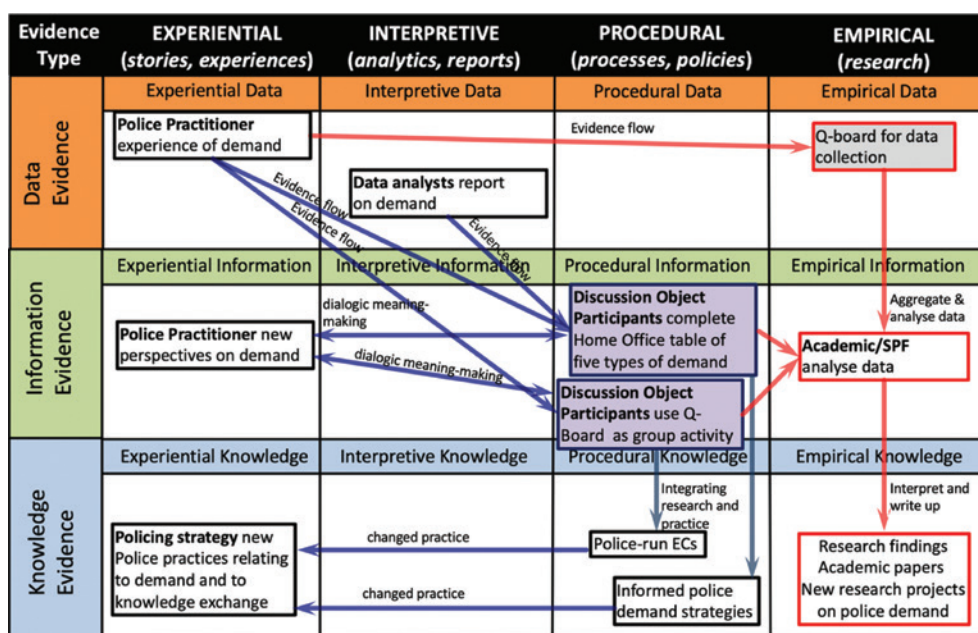 Evidence
Type
EXPERIENTIAL
(stories, experiences)
INTERPRETIVE
(analytics, reports)
PROCEDURAL
(processes, policies)
EMPIRICAL
(research)
Data
Evidence
Experiential Data
Interpretive Data
Procedural Data
Empirical Data
Police Practitioner
experience of demand
Evidence flow
Q-board for data
collection
Data analysts report
on demand
Evidence flow
Evidence flow
Evidence flow
Information
Evidence
Experiential Information
Interpretive Information
Procedural Information
Empirical Information
dialogic meaning-
making
Discussion Object
Participants complete
Home Office table of
five types of demand
Aggregate &
analyse data
Police Practitioner new
perspectives on demand
Academic/SPF
analyse data
dialogic meaning-making
Discussion Object
Participants use Q-
Board as group activity
Knowledge
Evidence
Experiential Knowledge
Interpretive Knowledge
Procedural Knowledge
Empirical Knowledge
Integrating
research and
practice
Interpret and
write up
Policing strategy new
Police practices relating
to demand and to
knowledge exchange
changed practice
Police-run ECs
changed practice
Informed police
demand strategies
Research findings
Academic papers
New research projects
on police demand